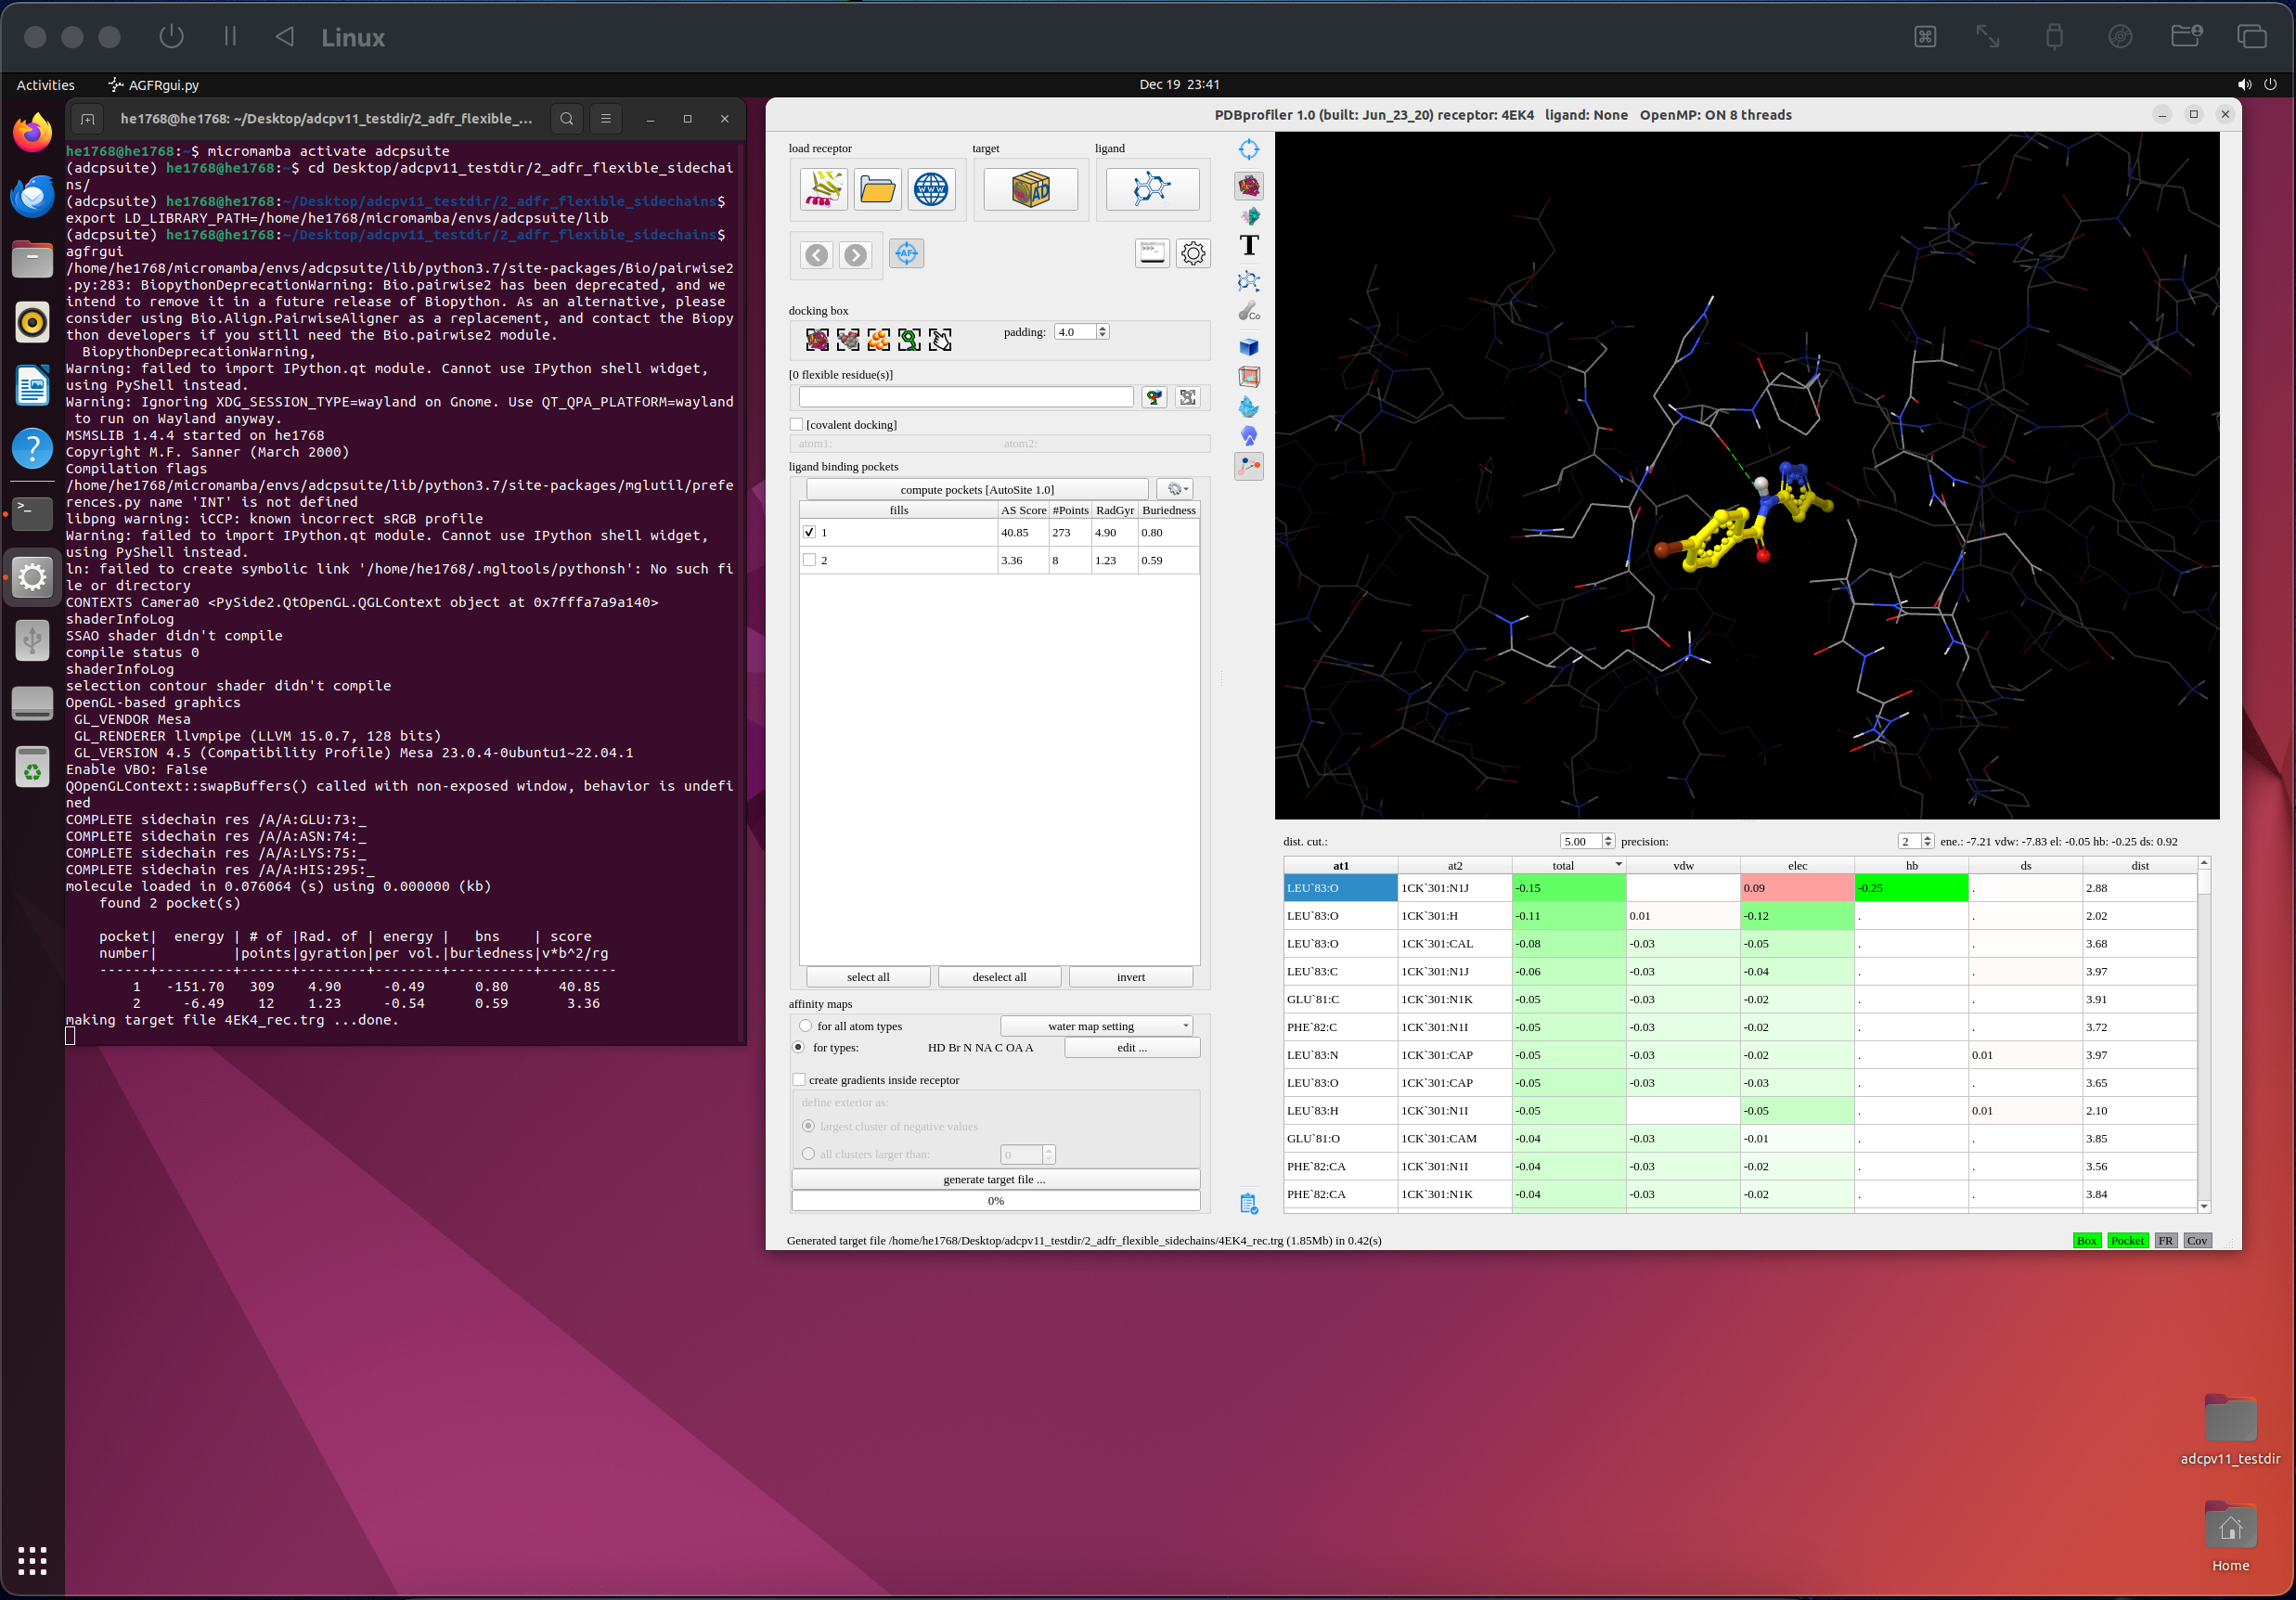 Linux
Activities
AGFRgui.py
Dec 19 23:41
he1768@he1768: ~/Desktop/adcpv11_testdir/2_adfr_flexible_...
he1768@he1768:~$ micromamba activate adcpsuite
(adcpsuite) he1768@he1768:~$ cd Desktop/adcpv11_testdir/2_adfr_flexible_sidechai
ns/
(adcpsuite) he1768@he1768:~/Desktop/adcpv11_testdir/2_adfr_flexible_sidechains$
export LD_LIBRARY_PATH=/home/he1768/micromamba/envs/adcpsuite/lib
(adcpsuite) he1768@he1768:~/Desktop/adcpv11_testdir/2_adfr_flexible_sidechains$
agfrgui
/home/he1768/micromamba/envs/adcpsuite/lib/python3.7/site-packages/Bio/pairwise2
.py:283: BiopythonDeprecationWarning: Bio.pairwise2 has been deprecated, and we
intend to remove it in a future release of Biopython. As an alternative, please
consider using Bio.Align.PairwiseAligner as a replacement, and contact the Biopy
thon developers if you still need the Bio.pairwise2 module.
BiopythonDeprecationWarning,
Warning: failed to import IPython.qt module. Cannot use IPython shell widget,
using PyShell instead.
Warning: Ignoring XDG_SESSION_TYPE=wayland on Gnome. Use QT_QPA_PLATFORM=wayland
to run on Wayland anyway.
MSMSLIB 1.4.4 started on he1768
Copyright M.F. Sanner (March 2000)
Compilation flags
/home/he1768/micromamba/envs/adcpsuite/lib/python3.7/site-packages/mglutil/prefe
rences.py name 'INT' is not defined
libpng warning: iCCP: known incorrect sRGB profile
Warning: failed to import IPython.qt module. Cannot use IPython shell widget,
using PyShell instead.
ln: failed to create symbolic link '/home/he1768/.mgltools/pythonsh': No such fi
le or directory
CONTEXTS Camera0 <PySide2.QtOpenGL.QGLContext object at 0x7fffa7a9a140>
shaderInfoLog
SSAO shader didn't compile
compile status 0
shaderInfoLog
selection contour shader didn't compile
OpenGL-based graphics
GL_VENDOR Mesa
GL_RENDERER llvmpipe (LLVM 15.0.7, 128 bits)
GL_VERSION 4.5 (Compatibility Profile) Mesa 23.0.4-0ubuntu1~22.04.1
Enable VBO: False
QOpenGLContext::swapBuffers() called with non-exposed window, behavior is undefi
ned
COMPLETE sidechain res /A/A:GLU:73:_
COMPLETE sidechain res /A/A:ASN:74:_
COMPLETE sidechain res /A/A:LYS:75:_
COMPLETE sidechain res /A/A:HIS:295:_
molecule loaded in 0.076064 (s) using 0.000000 (kb)
found 2 pocket(s)
pocket| energy | # of |Rad. of | energy | bns | score
number| |points|gyration|per vol.|buriedness|v*b^2/rg
------+---------+------+--------+--------+----------+---------
1 -151.70 309 4.90 -0.49 0.80 40.85
2 -6.49 12 1.23 -0.54 0.59 3.36
making target file 4EK4_rec.trg ...done.
PDBprofiler 1.0 (built: Jun_23_20) receptor: 4EK4 ligand: None OpenMP: ON 8 threads
load receptor target ligand
WWW AD
AF
docking box
padding: 4.0
[0 flexible residue(s)]
[covalent docking]
atom1: atom2:
ligand binding pockets
compute pockets [AutoSite 1.0]
fills AS Score #Points RadGyr Buriedness
1 40.85 273 4.90 0.80
2 3.36 8 1.23 0.59
select all deselect all invert
affinity maps
for all atom types water map setting
for types: HD Br N NA C OA A edit ...
create gradients inside receptor
define exterior as:
largest cluster of negative values
all clusters larger than: 0
generate target file ...
0%
T
Co
dist. cut.: 5.00 precision: 2 ene.: -7.21 vdw: -7.83 el: -0.05 hb: -0.25 ds: 0.92
at1 at2 total vdw elec hb ds dist
LEU`83:O 1CK`301:N1J -0.15 0.09 -0.25 . 2.88
LEU`83:O 1CK`301:H -0.11 0.01 -0.12 . . 2.02
LEU`83:O 1CK`301:CAL -0.08 -0.03 -0.05 . . 3.68
LEU`83:C 1CK`301:N1J -0.06 -0.03 -0.04 . . 3.97
GLU`81:C 1CK`301:N1K -0.05 -0.03 -0.02 . . 3.91
PHE`82:C 1CK`301:N1I -0.05 -0.03 -0.02 . . 3.72
LEU`83:N 1CK`301:CAP -0.05 -0.03 -0.02 . 0.01 3.97
LEU`83:O 1CK`301:CAP -0.05 -0.03 -0.03 . . 3.65
LEU`83:H 1CK`301:N1I -0.05 -0.05 . 0.01 2.10
GLU`81:O 1CK`301:CAM -0.04 -0.03 -0.01 . . 3.85
PHE`82:CA 1CK`301:N1I -0.04 -0.03 -0.02 . . 3.56
PHE`82:CA 1CK`301:N1K -0.04 -0.03 -0.02 . . 3.84
Generated target file /home/he1768/Desktop/adcpv11_testdir/2_adfr_flexible_sidechains/4EK4_rec.trg (1.85Mb) in 0.42(s)
Box Pocket FR Cov
adcpv11_testdir
Home